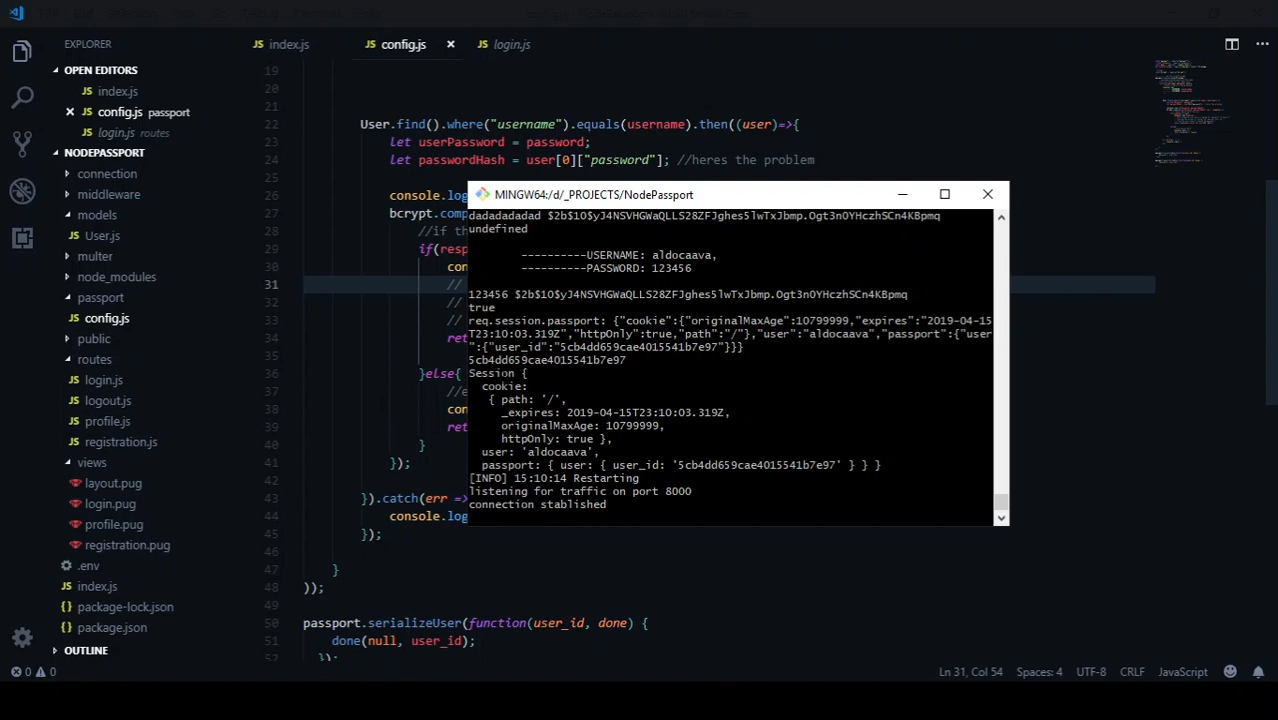 EXPLORER
OPEN EDITORS
index.js
config.js passport
login.js routes
NODEPASSPORT
connection
middleware
models
User.js
multer
node_modules
passport
config.js
public
routes
login.js
logout.js
profile.js
registration.js
views
layout.pug
login.pug
profile.pug
registration.pug
.env
index.js
package-lock.json
package.json
OUTLINE
index.js
config.js
login.js
19
20
21
22 User.find().where("username").equals(username).then((user)=>{
23 let userPassword = password;
24 let passwordHash = user[0]["password"]; //heres the problem
25
26 console.log
27 bcrypt.comp
28 //if th
29 if(resp
30 con
31 //
32 //
33 //
34 ret
35
36 }else{
37 //e
38 con
39 ret
40 }
41 });
42
43 }).catch(err =>
44 console.log
45 });
46
47 }
48 ));
49
50 passport.serializeUser(function(user_id, done) {
51 done(null, user_id);
52 });
MINGW64:/d/_PROJECTS/NodePassport
dadadadadad $2b$10$yJ4NSVHGWaQLLS28ZFJghes5lwTxJbmp.Ogt3n0YHczhSCn4KBpmq
undefined
----------USERNAME: aldocaava,
----------PASSWORD: 123456
123456 $2b$10$yJ4NSVHGWaQLLS28ZFJghes5lwTxJbmp.Ogt3n0YHczhSCn4KBpmq
true
req.session.passport: {"cookie":{"originalMaxAge":10799999,"expires":"2019-04-15
T23:10:03.319Z","httpOnly":true,"path":"/"},"user":"aldocaava","passport":{"user
":{"user_id":"5cb4dd659cae4015541b7e97"}}}
5cb4dd659cae4015541b7e97
Session {
cookie:
{ path: '/',
_expires: 2019-04-15T23:10:03.319Z,
originalMaxAge: 10799999,
httpOnly: true },
user: 'aldocaava',
passport: { user: { user_id: '5cb4dd659cae4015541b7e97' } } }
[INFO] 15:10:14 Restarting
listening for traffic on port 8000
connection stablished
0 0
Ln 31, Col 54
Spaces: 4
UTF-8
CRLF
JavaScript